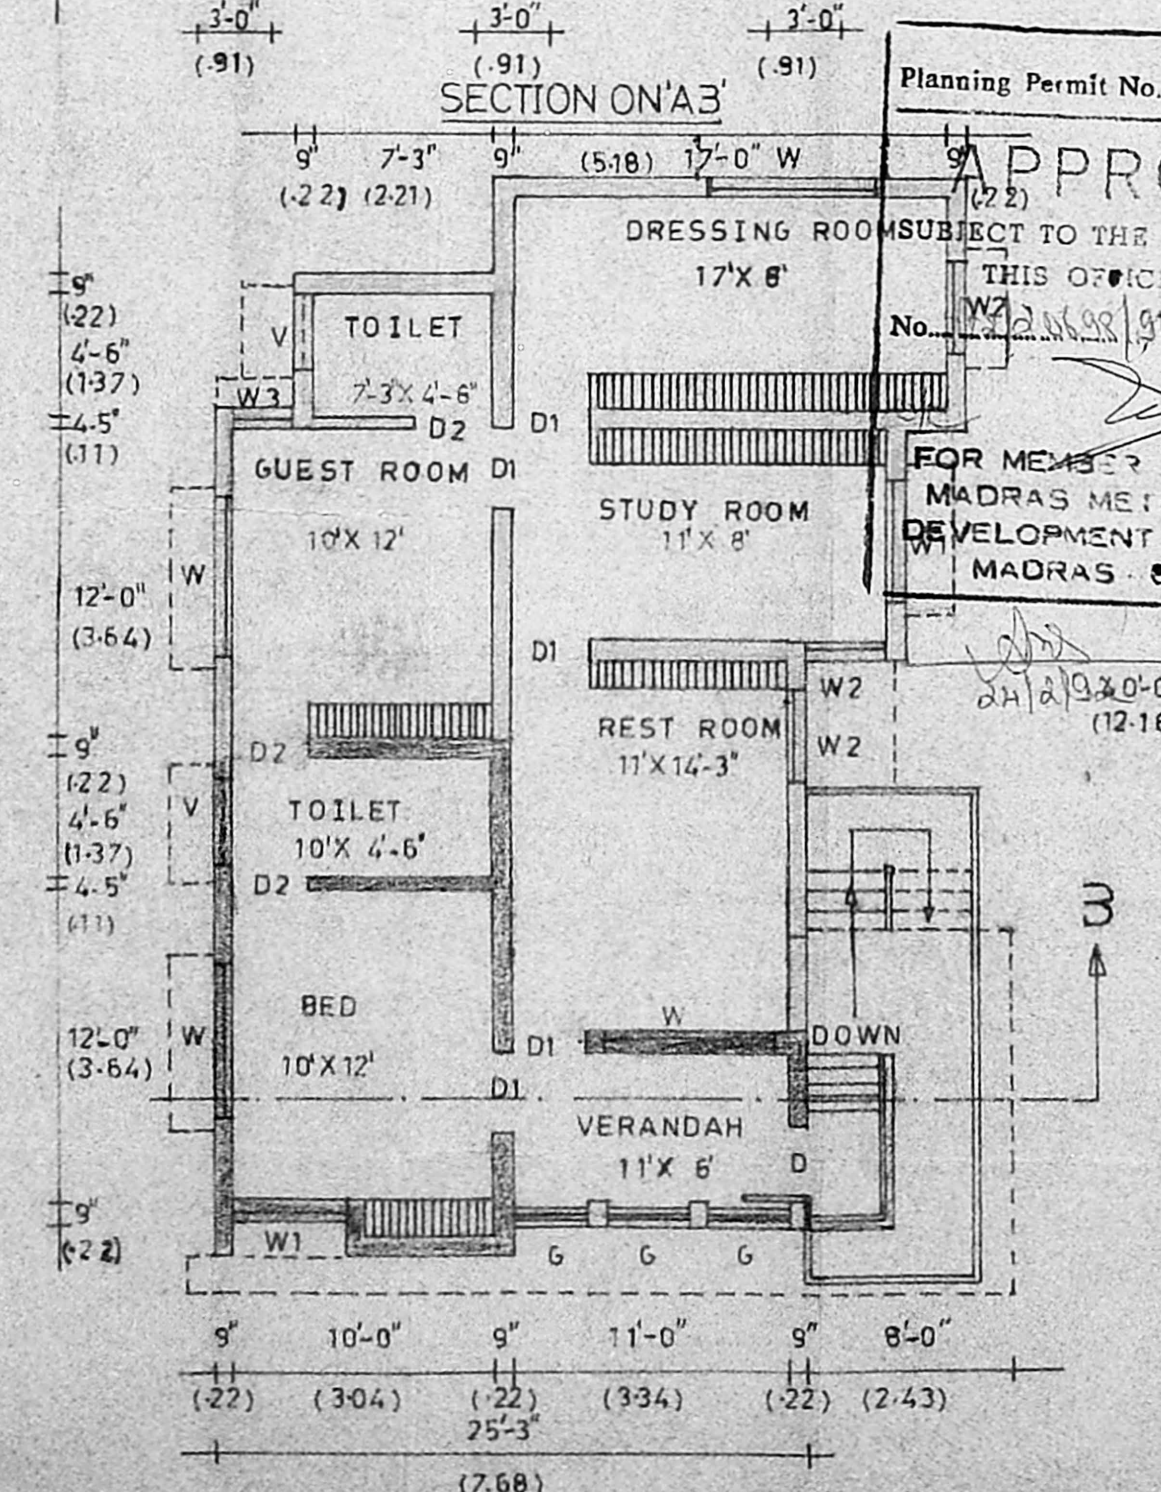 3'-0" 3'-0" 3'-0"
(.91) (.91) (.91)
SECTION ON 'A B'
Planning Permit No.
9" 7'-3" 9" (5.18) 17'-0" W 9"
(.22) (2.21) (.22)
APPRO
DRESSING ROOM
17'X 8'
SUBJECT TO THE
THIS OFFIC
W2
No.
9"
(.22)
4'-6"
(1.37)
4.5"
(.11)
V
TOILET
7'-3"X 4'-6"
W3
D2
D1
GUEST ROOM D1
10'X 12'
STUDY ROOM
11'X 8'
FOR MEMBER
MADRAS MET
DEVELOPMENT
MADRAS
W1
W
12'-0"
(3.64)
D1
W2
24/2/92
(12.18
REST ROOM
11'X 14'-3"
W2
9"
(.22)
4'-6"
(1.37)
4.5"
(.11)
D2
V
TOILET
10'X 4'-6"
D2
B
BED
10'X12'
W
12'-0"
(3.64)
W
D1
DOWN
D1
VERANDAH
11'X 6'
D
9"
(.22)
W1
G G G
9" 10'-0" 9" 11'-0" 9" 8'-0"
(.22) (3.04) (.22) (3.34) (.22) (2.43)
25'-3"
(7.68)